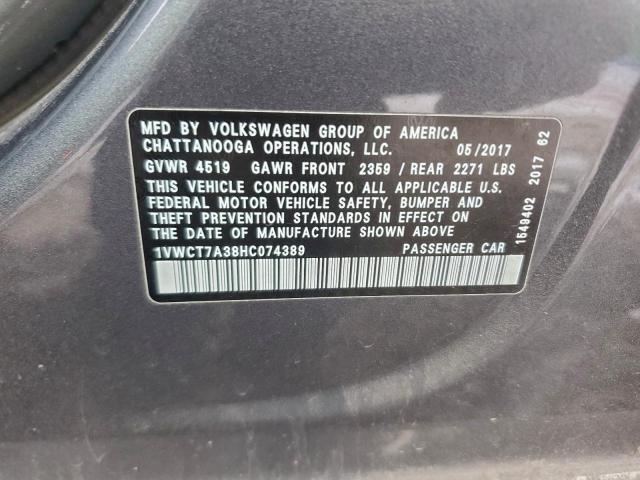 MFD BY VOLKSWAGEN GROUP OF AMERICA
CHATTANOOGA OPERATIONS, LLC. 05/2017
GVWR 4519 GAWR FRONT 2359 / REAR 2271 LBS
THIS VEHICLE CONFORMS TO ALL APPLICABLE U.S.
FEDERAL MOTOR VEHICLE SAFETY, BUMPER AND
THEFT PREVENTION STANDARDS IN EFFECT ON
THE DATE OF MANUFACTURE SHOWN ABOVE
1VWCT7A38HC074389 PASSENGER CAR
1549402 2017 62